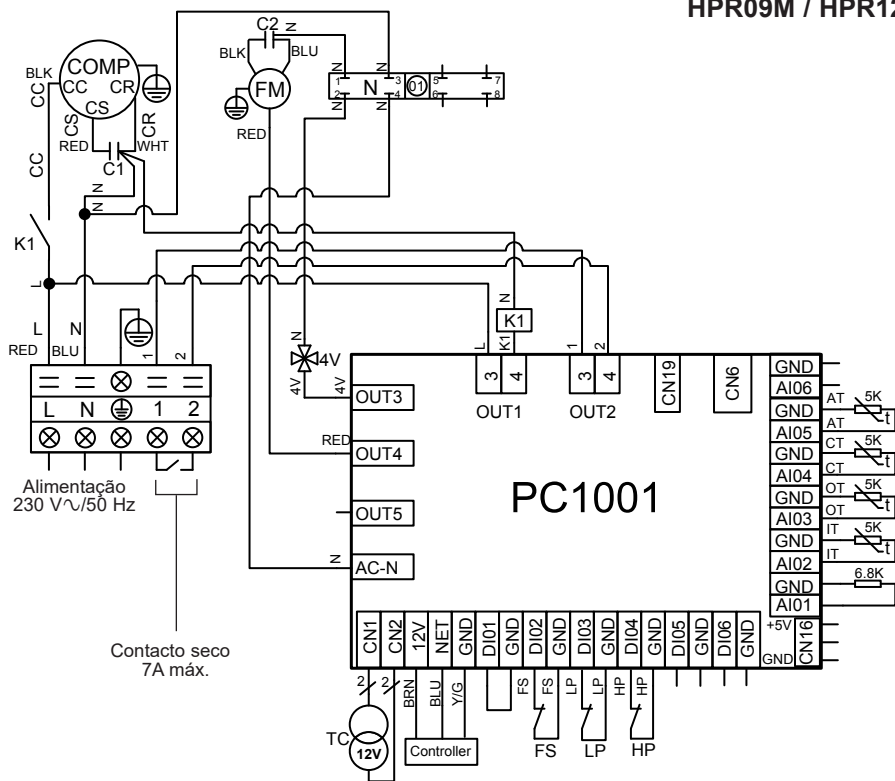 HPR09M / HPR12
C2
N
BLK
BLU
COMP
BLK
CC
CC
CR
CS
FM
N
N
1
3
N
01
5
7
2
4
6
8
N
N
CS
CR
RED
WHT
C1
RED
CC
N
N
K1
L
N
K1
K1
L
N
RED
BLU
1
2
L
1
2
N
4V
4V
4V
L
N
1
2
Alimentação
230 V∿/50 Hz
Contacto seco
7A máx.
OUT3
RED
OUT4
OUT5
N
AC-N
3
4
OUT1
3
4
OUT2
CN19
CN6
PC1001
GND
AI06
GND
AT
5K
t
AI05
AT
GND
CT
5K
t
AI04
CT
GND
OT
5K
t
AI03
OT
GND
IT
5K
t
AI02
IT
GND
6.8K
AI01
+5V
CN16
GND
CN1
CN2
12V
NET
GND
DI01
GND
DI02
GND
DI03
GND
DI04
GND
DI05
GND
DI06
GND
2
2
BRN
BLU
Y/G
FS
FS
LP
LP
HP
HP
TC
12V
Controller
FS
LP
HP